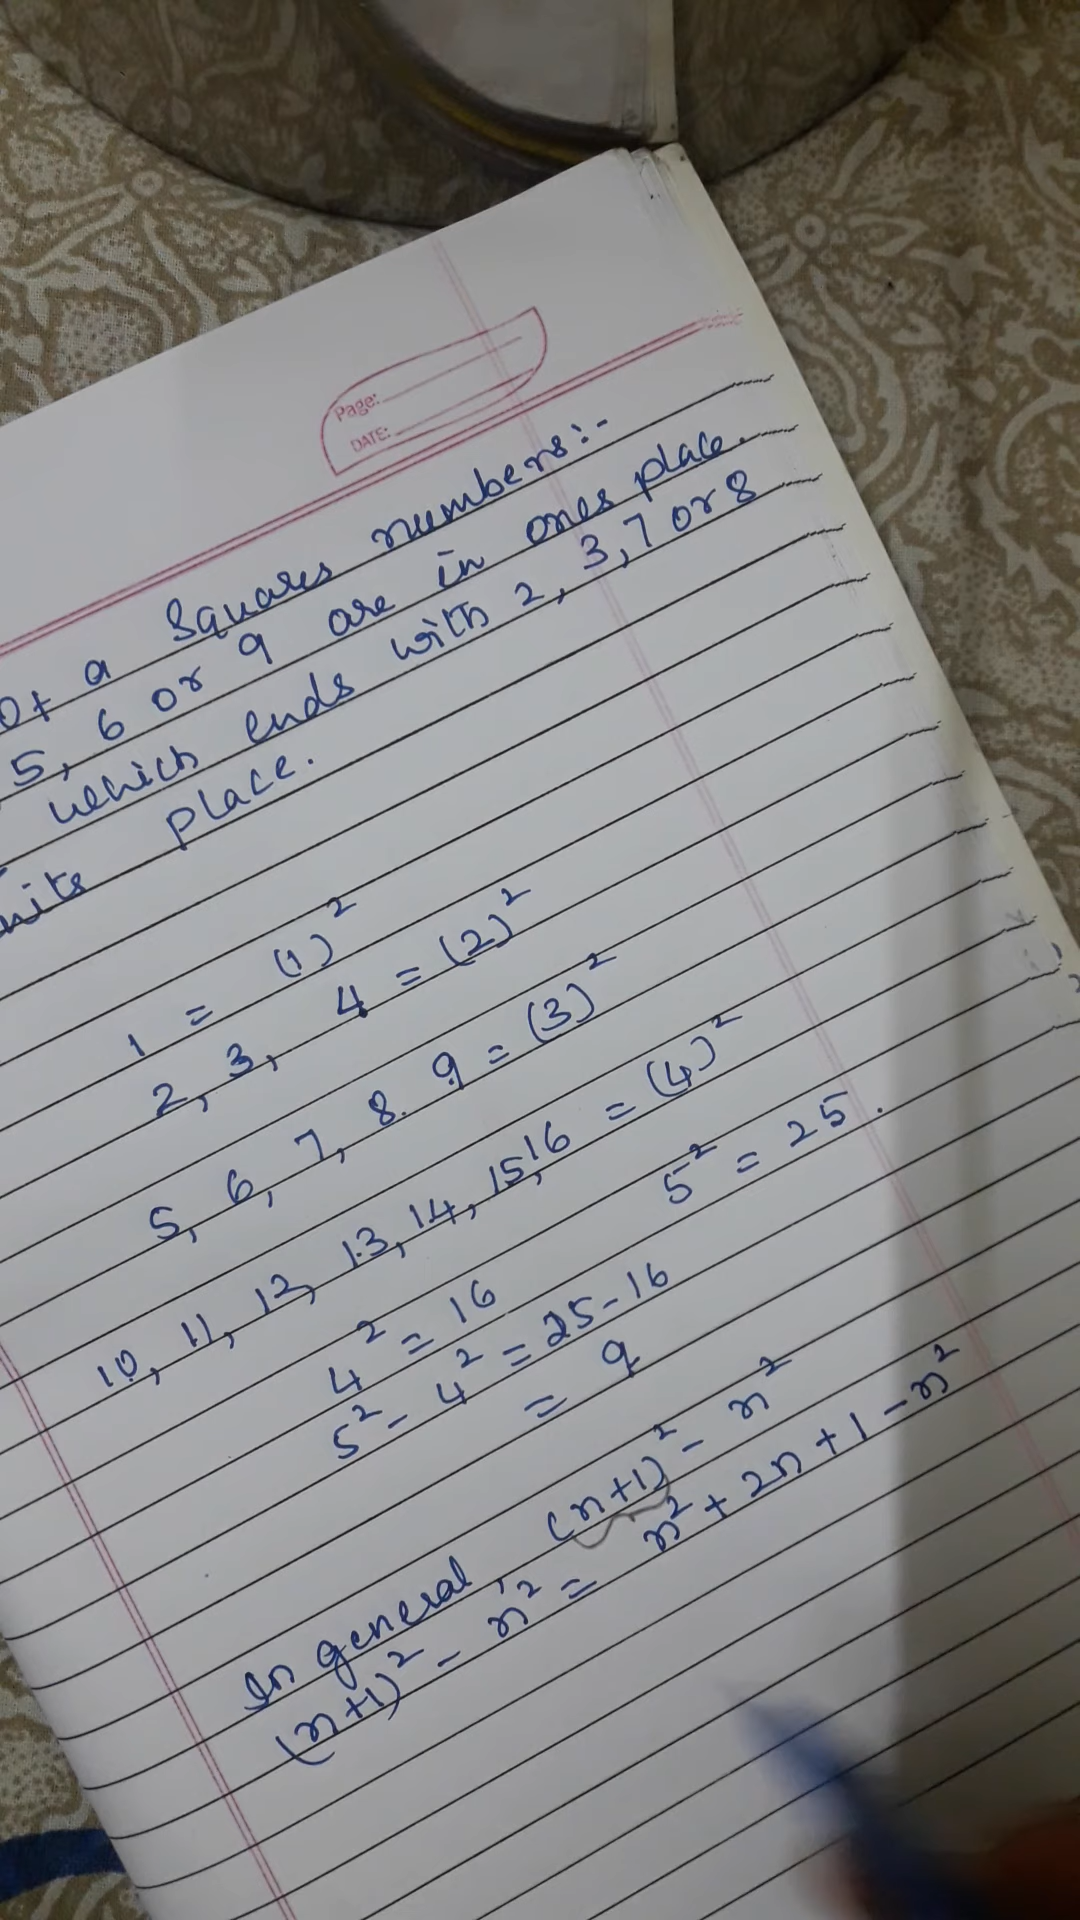 Page:
DATE:
a Squares numbers:-
5, 6 or 9 are in ones place.
which ends with 2, 3, 7 or 8
place.
1 = (1)²
2, 3, 4 = (2)²
5, 6, 7, 8. 9 = (3)²
10, 11, 12, 13, 14, 15, 16 = (4)²
4² = 16 5² = 25.
5² - 4² = 25 - 16
= 9
In general, (n+1)² - n²
(n+1)² - n² = n² + 2n + 1 - n²